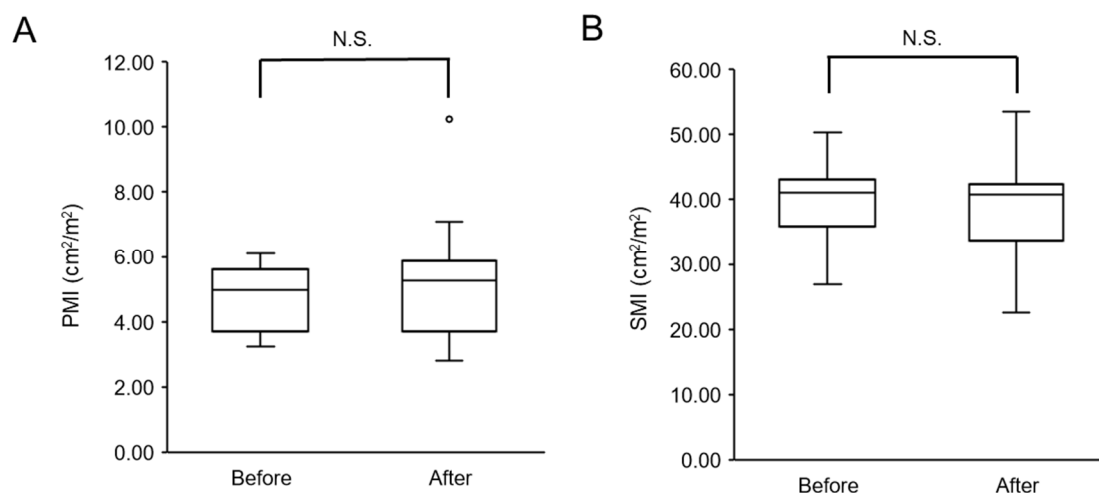 A
N.S.
12.00
10.00
8.00
6.00
4.00
2.00
0.00
PMI (cm²/m²)
Before After
B
N.S.
60.00
50.00
40.00
30.00
20.00
10.00
0.00
SMI (cm²/m²)
Before After